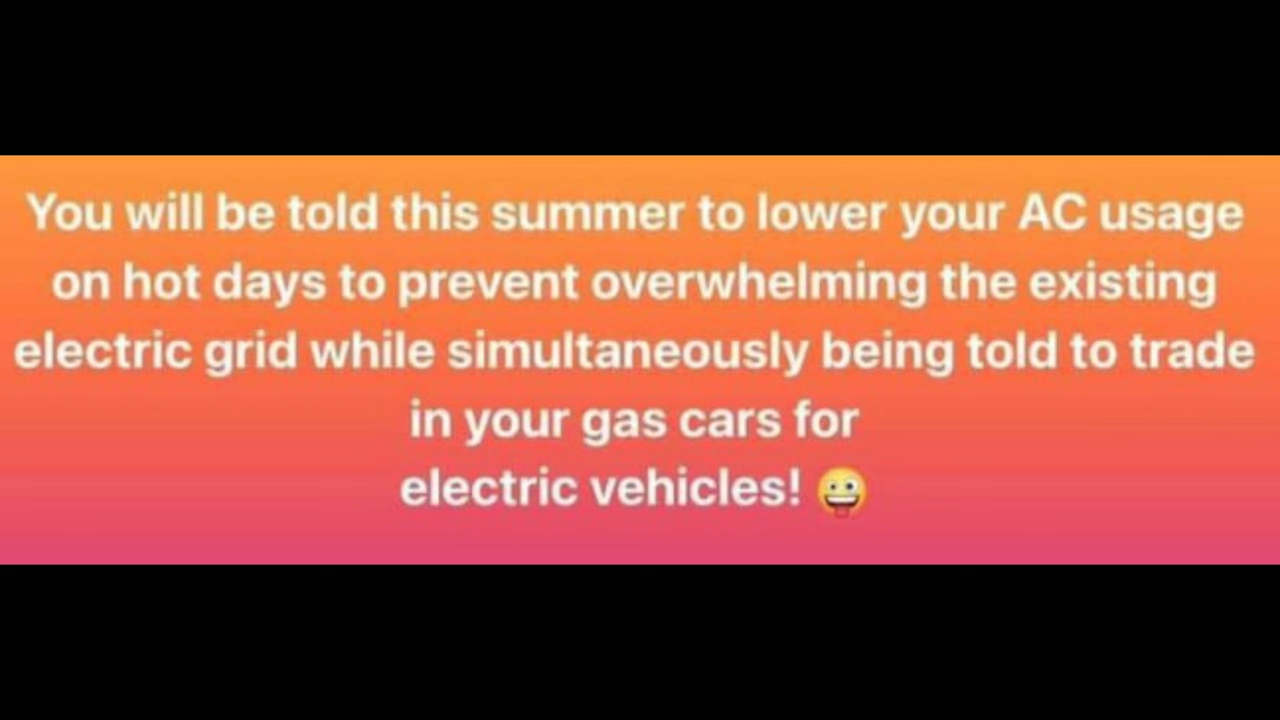 You will be told this summer to lower your AC usage
on hot days to prevent overwhelming the existing
electric grid while simultaneously being told to trade
in your gas cars for
electric vehicles! 😜